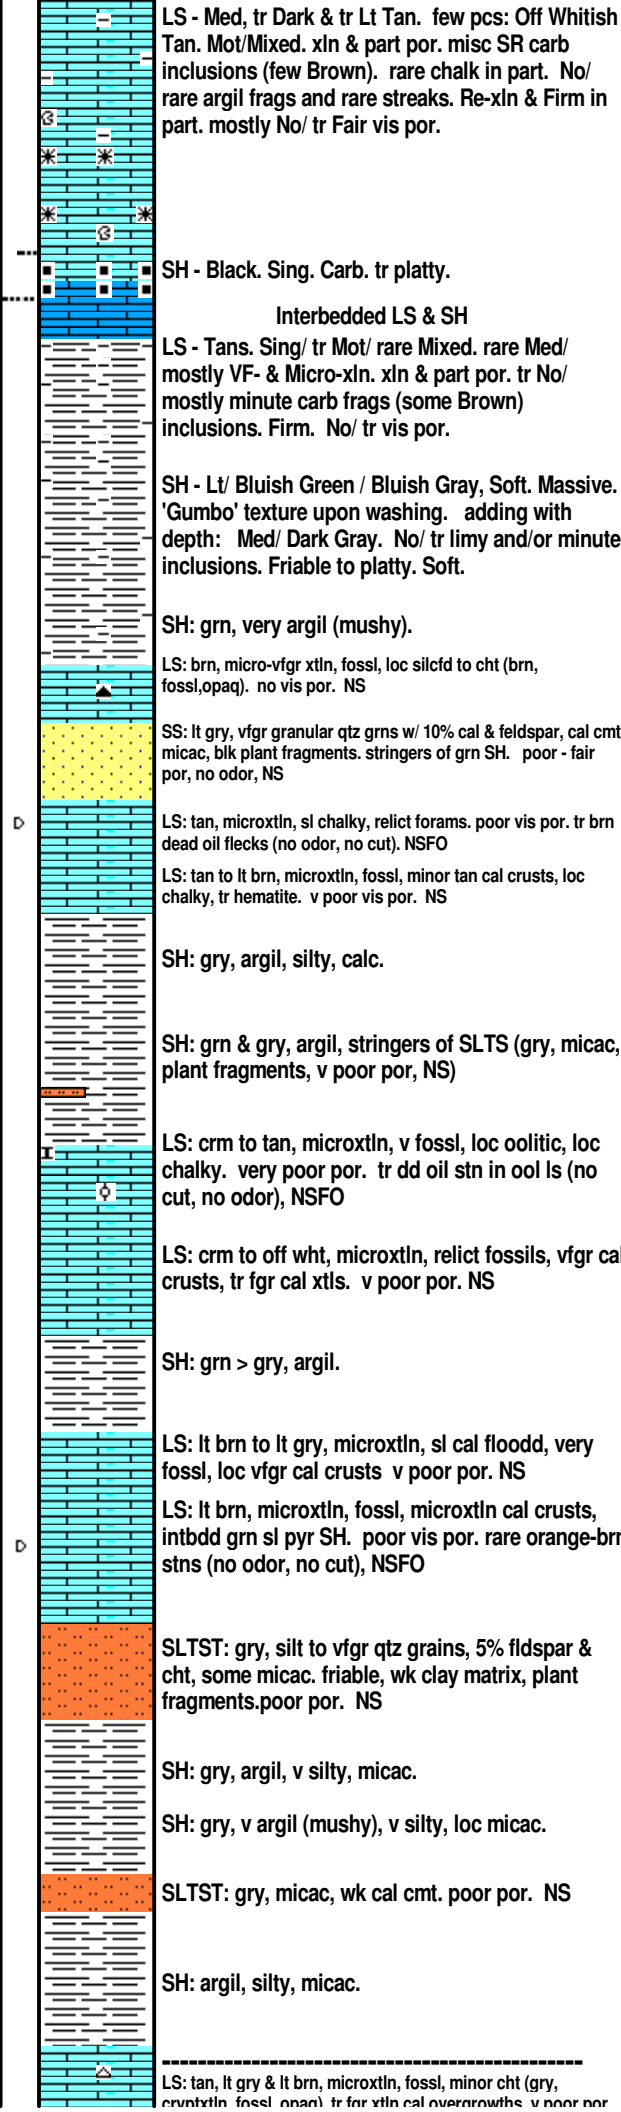 LS - Med, tr Dark & tr Lt Tan. few pcs: Off Whitish
Tan. Mot/Mixed. xln & part por. misc SR carb
inclusions (few Brown). rare chalk in part. No/
rare argil frags and rare streaks. Re-xln & Firm in
part. mostly No/ tr Fair vis por.
SH - Black. Sing. Carb. tr platty.
Interbedded LS & SH
LS - Tans. Sing/ tr Mot/ rare Mixed. rare Med/
mostly VF- & Micro-xln. xln & part por. tr No/
mostly minute carb frags (some Brown)
inclusions. Firm. No/ tr vis por.
SH - Lt/ Bluish Green / Bluish Gray, Soft. Massive.
'Gumbo' texture upon washing. adding with
depth: Med/ Dark Gray. No/ tr limy and/or minute
inclusions. Friable to platty. Soft.
SH: grn, very argil (mushy).
LS: brn, micro-vfgr xtln, fossl, loc silcfd to cht (brn,
fossl,opaq). no vis por. NS
SS: lt gry, vfgr granular qtz grns w/ 10% cal & feldspar, cal cmt
micac, blk plant fragments. stringers of grn SH. poor - fair
por, no odor, NS
D
LS: tan, microxtln, sl chalky, relict forams. poor vis por. tr brn
dead oil flecks (no odor, no cut). NSFO
LS: tan to lt brn, microxtln, fossl, minor tan cal crusts, loc
chalky, tr hematite. v poor vis por. NS
SH: gry, argil, silty, calc.
SH: grn & gry, argil, stringers of SLTS (gry, micac,
plant fragments, v poor por, NS)
LS: crm to tan, microxtln, v fossl, loc oolitic, loc
chalky. very poor por. tr dd oil stn in ool ls (no
cut, no odor), NSFO
LS: crm to off wht, microxtln, relict fossils, vfgr cal
crusts, tr fgr cal xtls. v poor por. NS
SH: grn > gry, argil.
LS: lt brn to lt gry, microxtln, sl cal floodd, very
fossl, loc vfgr cal crusts v poor por. NS
LS: lt brn, microxtln, fossl, microxtln cal crusts,
D
intbdd grn sl pyr SH. poor vis por. rare orange-brn
stns (no odor, no cut), NSFO
SLTST: gry, silt to vfgr qtz grains, 5% fldspar &
cht, some micac. friable, wk clay matrix, plant
fragments.poor por. NS
SH: gry, argil, v silty, micac.
SH: gry, v argil (mushy), v silty, loc micac.
SLTST: gry, micac, wk cal cmt. poor por. NS
SH: argil, silty, micac.
----------------------------------------------
LS: tan, lt gry & lt brn, microxtln, fossl, minor cht (gry,
cryptxtln, fossl, opaq), tr fgr xtln cal overgrowths. v poor por